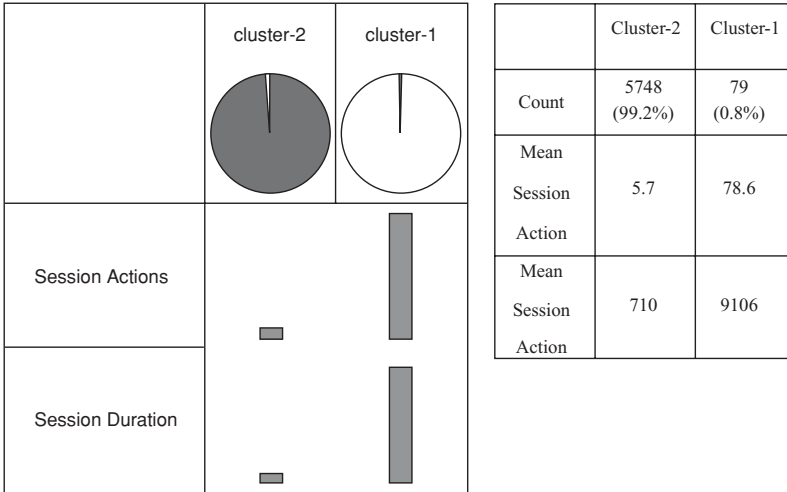 cluster-2 cluster-1
Session Actions
Session Duration
Cluster-2 Cluster-1
Count
5748
(99.2%)
79
(0.8%)
Mean
Session
Action
5.7
78.6
Mean
Session
Action
710
9106